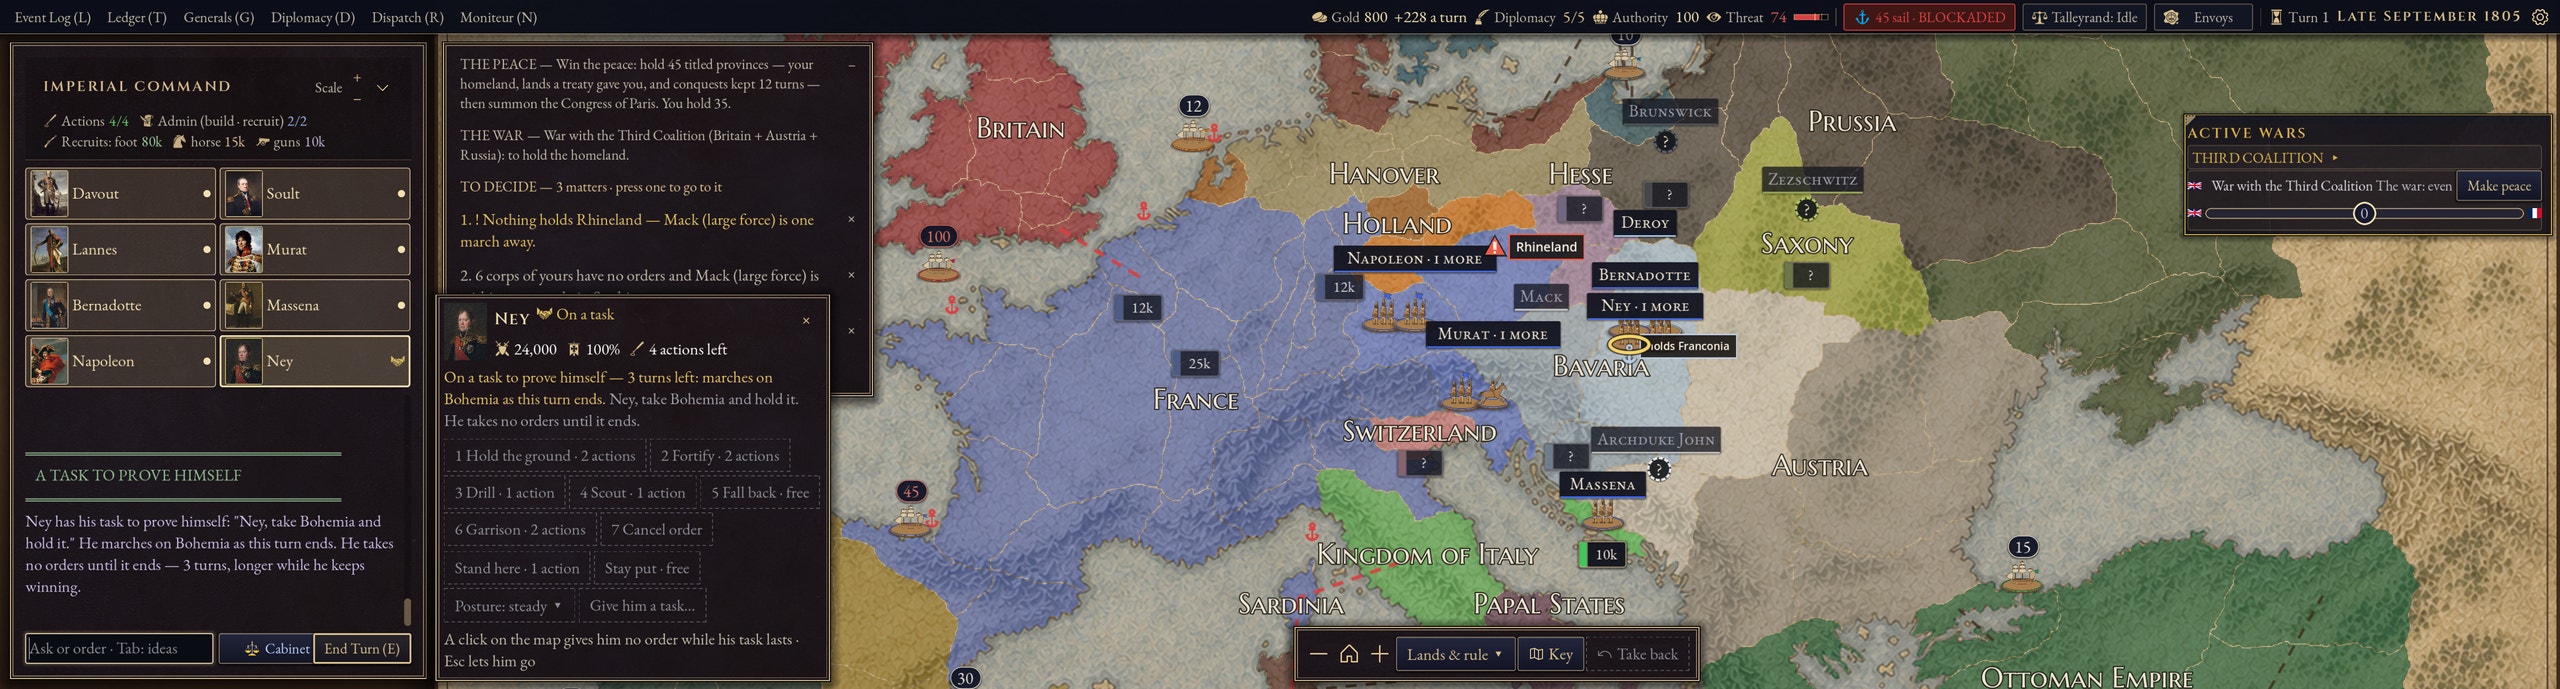 Event Log (L) Ledger (T) Generals (G) Diplomacy (D) Dispatch (R) Moniteur (N)
Gold 800 +228 a turn Diplomacy 5/5 Authority 100 Threat 74 45 sail · BLOCKADED Talleyrand: Idle Envoys Turn 1 LATE SEPTEMBER 1805
IMPERIAL COMMAND
Scale + −
Actions 4/4 Admin (build · recruit) 2/2
Recruits: foot 80k horse 15k guns 10k
Davout
Soult
Lannes
Murat
Bernadotte
Massena
Napoleon
Ney
A TASK TO PROVE HIMSELF
Ney has his task to prove himself: "Ney, take Bohemia and
hold it." He marches on Bohemia as this turn ends. He takes
no orders until it ends — 3 turns, longer while he keeps
winning.
Ask or order · Tab: ideas
Cabinet
End Turn (E)
THE PEACE — Win the peace: hold 45 titled provinces — your
homeland, lands a treaty gave you, and conquests kept 12 turns —
then summon the Congress of Paris. You hold 35.
THE WAR — War with the Third Coalition (Britain + Austria +
Russia): to hold the homeland.
TO DECIDE — 3 matters · press one to go to it
1. ! Nothing holds Rhineland — Mack (large force) is one
march away.
2. 6 corps of yours have no orders and Mack (large force) is
NEY On a task
24,000 100% 4 actions left
On a task to prove himself — 3 turns left: marches on
Bohemia as this turn ends. Ney, take Bohemia and hold it.
He takes no orders until it ends.
1 Hold the ground · 2 actions
2 Fortify · 2 actions
3 Drill · 1 action
4 Scout · 1 action
5 Fall back · free
6 Garrison · 2 actions
7 Cancel order
Stand here · 1 action
Stay put · free
Posture: steady
Give him a task...
A click on the map gives him no order while his task lasts ·
Esc lets him go
BRITAIN
12
100
45
30
10
15
12k
25k
12k
10k
FRANCE
HANOVER
HOLLAND
HESSE
BRUNSWICK
PRUSSIA
ZEZSCHWITZ
SAXONY
DEROY
NAPOLEON · 1 MORE
Rhineland
BERNADOTTE
MACK
NEY · 1 MORE
MURAT · 1 MORE
holds Franconia
BAVARIA
SWITZERLAND
ARCHDUKE JOHN
MASSENA
AUSTRIA
KINGDOM OF ITALY
SARDINIA
PAPAL STATES
OTTOMAN EMPIRE
?
?
?
?
?
?
?
?
Lands & rule
Key
Take back
ACTIVE WARS
THIRD COALITION
War with the Third Coalition The war: even
Make peace
0